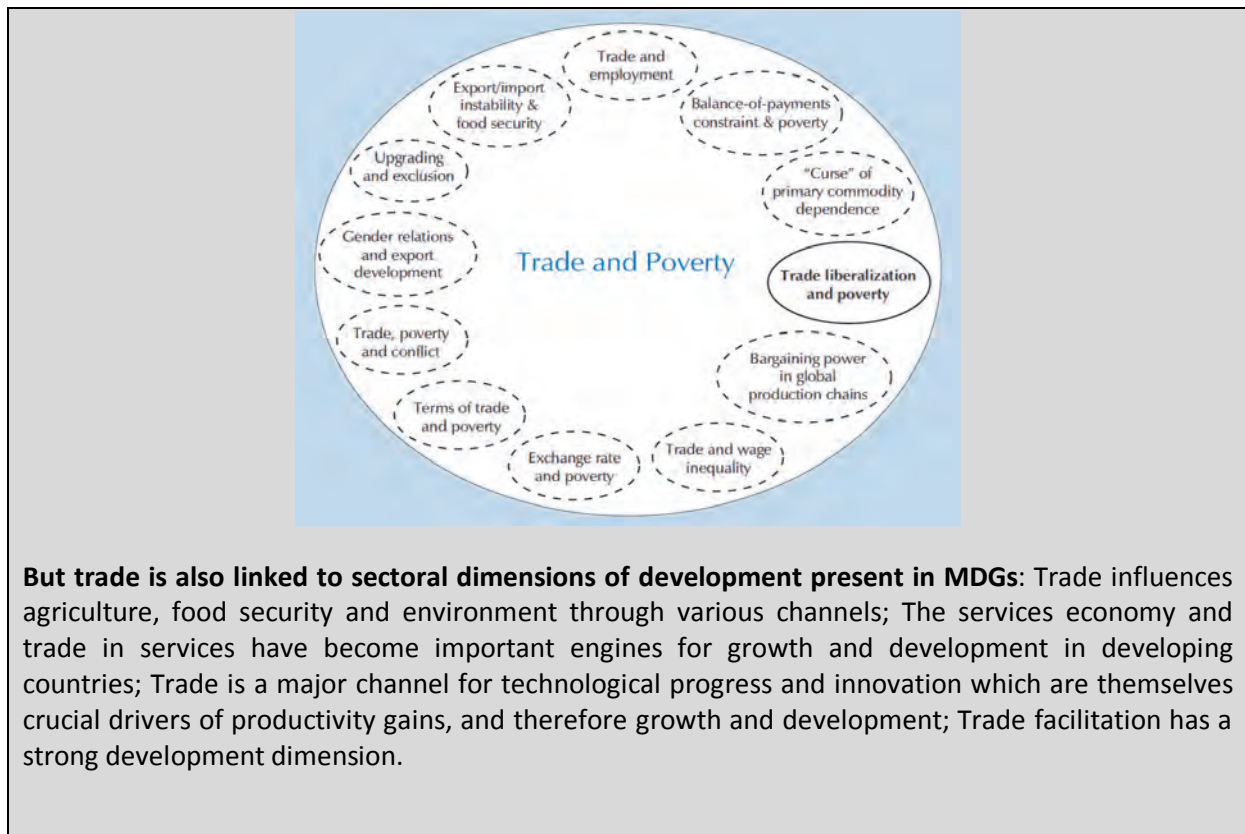 Trade and
employment
Balance-of-payments
constraint & poverty
"Curse" of
primary commodity
dependence
Trade liberalization
and poverty
Bargaining power
in global
production chains
Trade and wage
inequality
Exchange rate
and poverty
Terms of trade
and poverty
Trade, poverty
and conflict
Gender relations
and export
development
Upgrading
and exclusion
Export/import
instability &
food security
Trade and Poverty
But trade is also linked to sectoral dimensions of development present in MDGs: Trade influences
agriculture, food security and environment through various channels; The services economy and
trade in services have become important engines for growth and development in developing
countries; Trade is a major channel for technological progress and innovation which are themselves
crucial drivers of productivity gains, and therefore growth and development; Trade facilitation has a
strong development dimension.